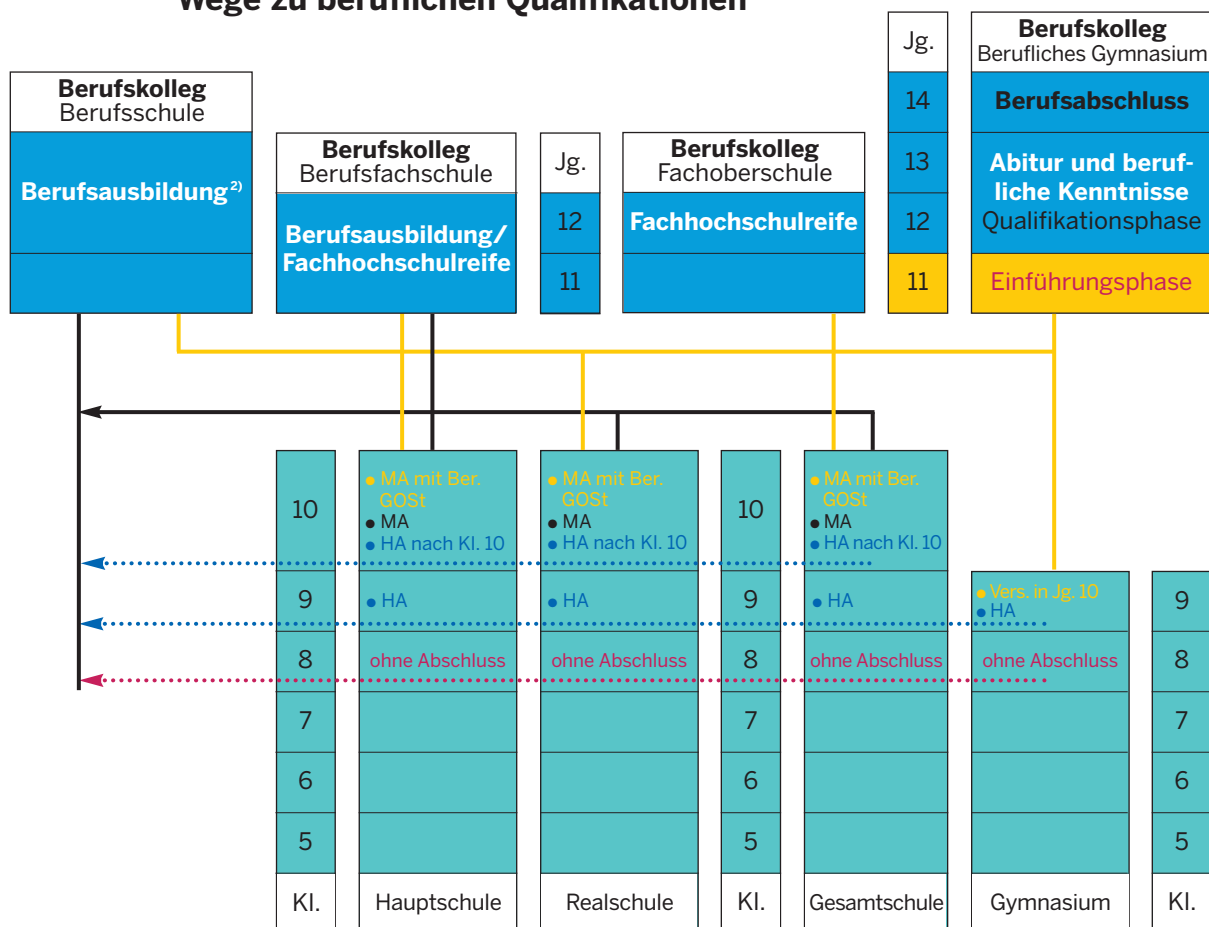 Wege zu beruflichen Qualifikationen
Berufskolleg
Berufsschule
Berufsausbildung²⁾
Berufskolleg
Berufsfachschule
Berufsausbildung/
Fachhochschulreife
Jg.
12
11
Berufskolleg
Fachoberschule
Fachhochschulreife
Jg.
14
13
12
11
Berufskolleg
Berufliches Gymnasium
Berufsabschluss
Abitur und beruf-
liche Kenntnisse
Qualifikationsphase
Einführungsphase
10
9
8
7
6
5
Kl.
● MA mit Ber.
GOSt
● MA
● HA nach Kl. 10
● HA
ohne Abschluss
Hauptschule
● MA mit Ber.
GOSt
● MA
● HA nach Kl. 10
● HA
ohne Abschluss
Realschule
10
9
8
7
6
5
Kl.
● MA mit Ber.
GOSt
● MA
● HA nach Kl. 10
● HA
ohne Abschluss
Gesamtschule
● Vers. in Jg. 10
● HA
ohne Abschluss
Gymnasium
9
8
7
6
5
Kl.